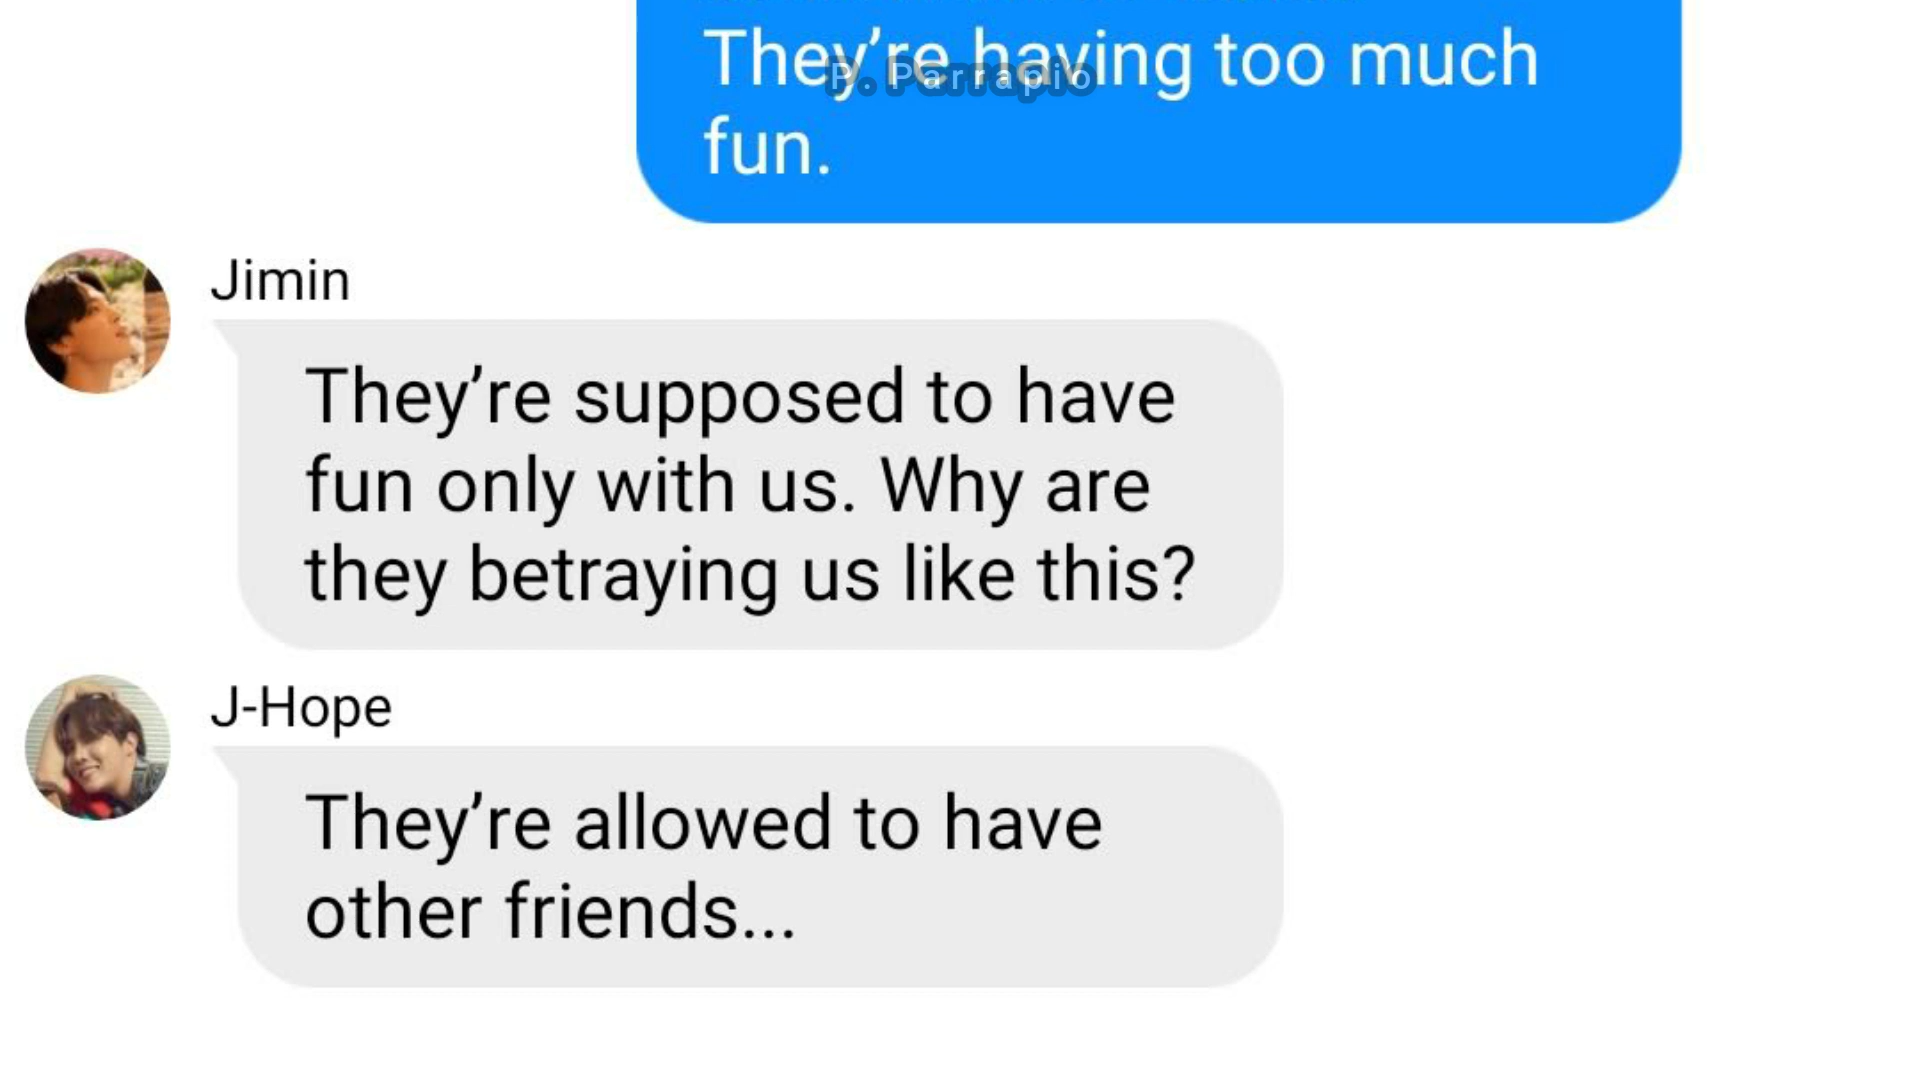 They’re having too much
fun.
P. Parrapio
Jimin
They’re supposed to have
fun only with us. Why are
they betraying us like this?
J-Hope
They’re allowed to have
other friends...